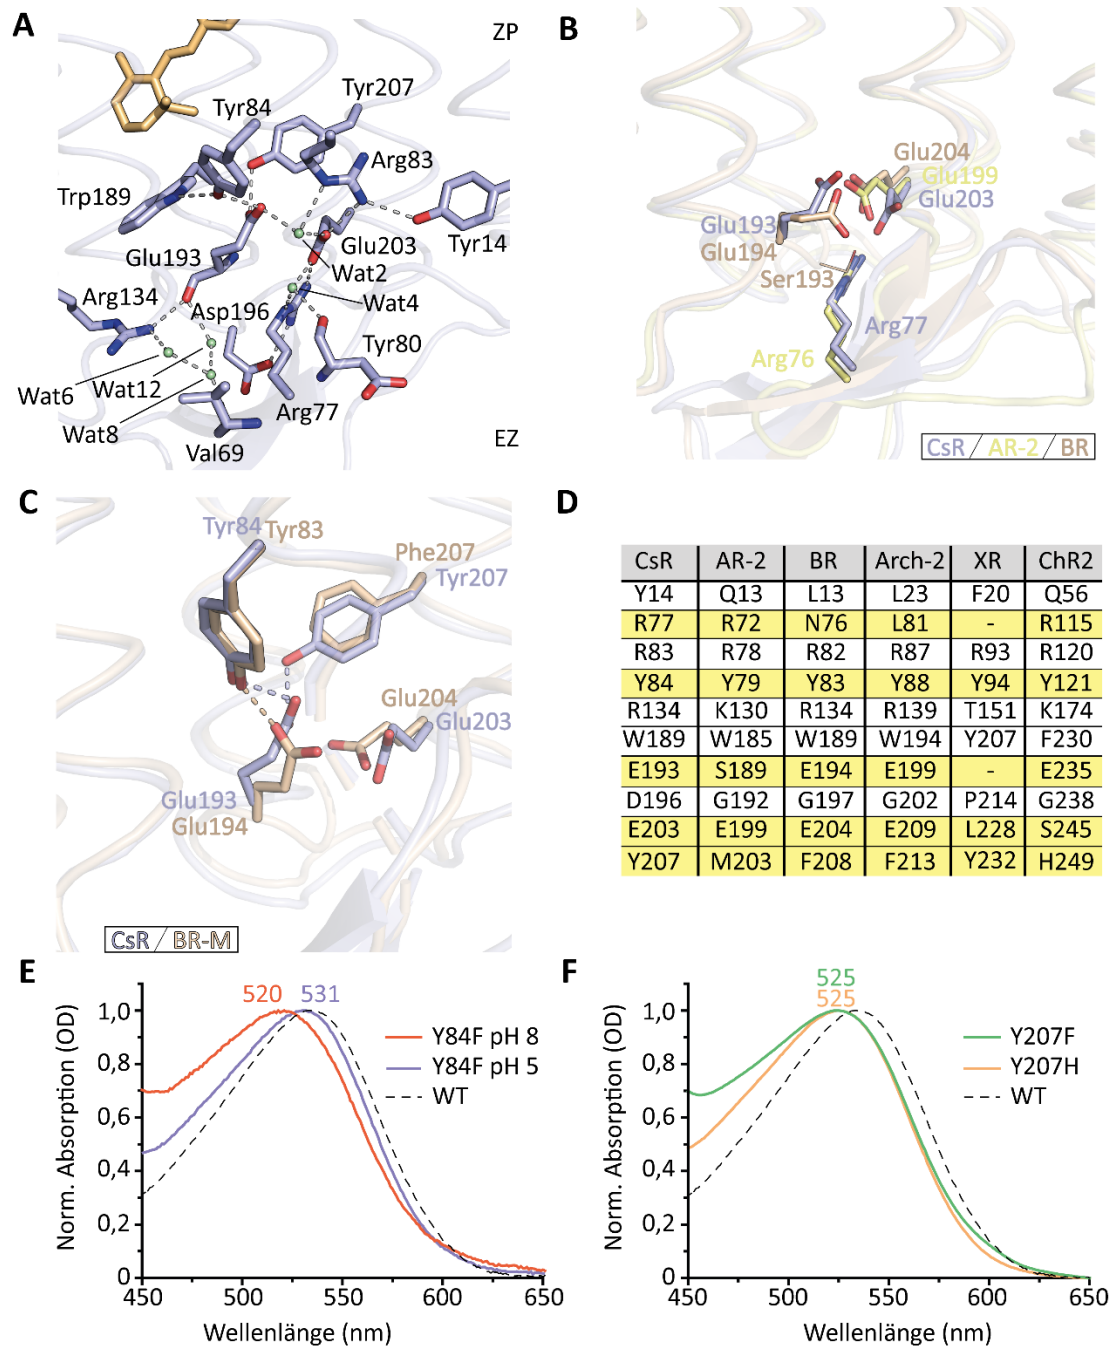 A
ZP
Tyr207
Tyr84
Arg83
Trp189
Glu193
Glu203
Tyr14
Wat2
Arg134
Asp196
Wat4
Tyr80
Wat6
Wat12
Arg77
Wat8
Val69
EZ
B
Glu204
Glu199
Glu193
Glu203
Glu194
Ser193
Arg77
Arg76
CsR / AR-2 / BR
C
Tyr84 Tyr83
Phe207
Tyr207
Glu204
Glu203
Glu193
Glu194
CsR / BR-M
D
CsR AR-2 BR Arch-2 XR ChR2
Y14 Q13 L13 L23 F20 Q56
R77 R72 N76 L81 - R115
R83 R78 R82 R87 R93 R120
Y84 Y79 Y83 Y88 Y94 Y121
R134 K130 R134 R139 T151 K174
W189 W185 W189 W194 Y207 F230
E193 S189 E194 E199 - E235
D196 G192 G197 G202 P214 G238
E203 E199 E204 E209 L228 S245
Y207 M203 F208 F213 Y232 H249
E
520 531
Norm. Absorption (OD)
1,0
0,8
0,6
0,4
0,2
0
Y84F pH 8
Y84F pH 5
WT
450 500 550 600 650
Wellenlänge (nm)
F
525
525
Norm. Absorption (OD)
1,0
0,8
0,6
0,4
0,2
0
Y207F
Y207H
WT
450 500 550 600 650
Wellenlänge (nm)